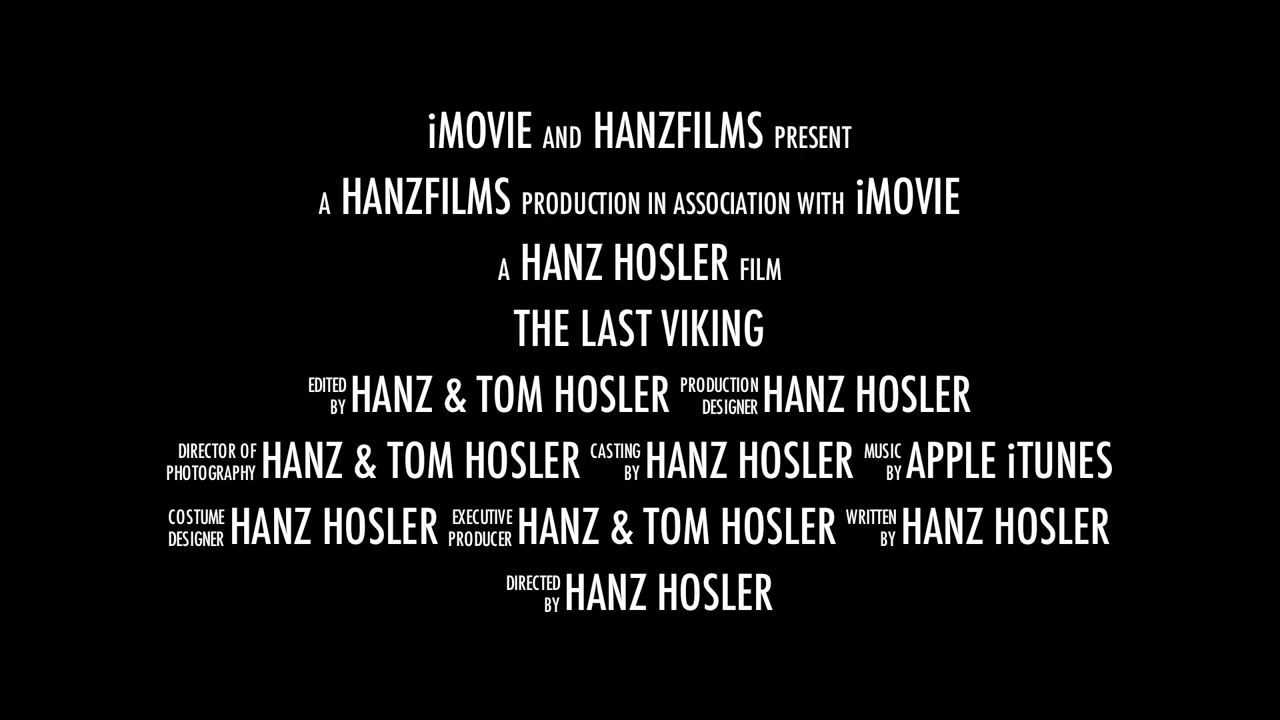 iMOVIE AND HANZFILMS PRESENT
A HANZFILMS PRODUCTION IN ASSOCIATION WITH iMOVIE
A HANZ HOSLER FILM
THE LAST VIKING
EDITED BY HANZ & TOM HOSLER PRODUCTION DESIGNER HANZ HOSLER
DIRECTOR OF PHOTOGRAPHY HANZ & TOM HOSLER CASTING BY HANZ HOSLER MUSIC BY APPLE iTUNES
COSTUME DESIGNER HANZ HOSLER EXECUTIVE PRODUCER HANZ & TOM HOSLER WRITTEN BY HANZ HOSLER
DIRECTED BY HANZ HOSLER